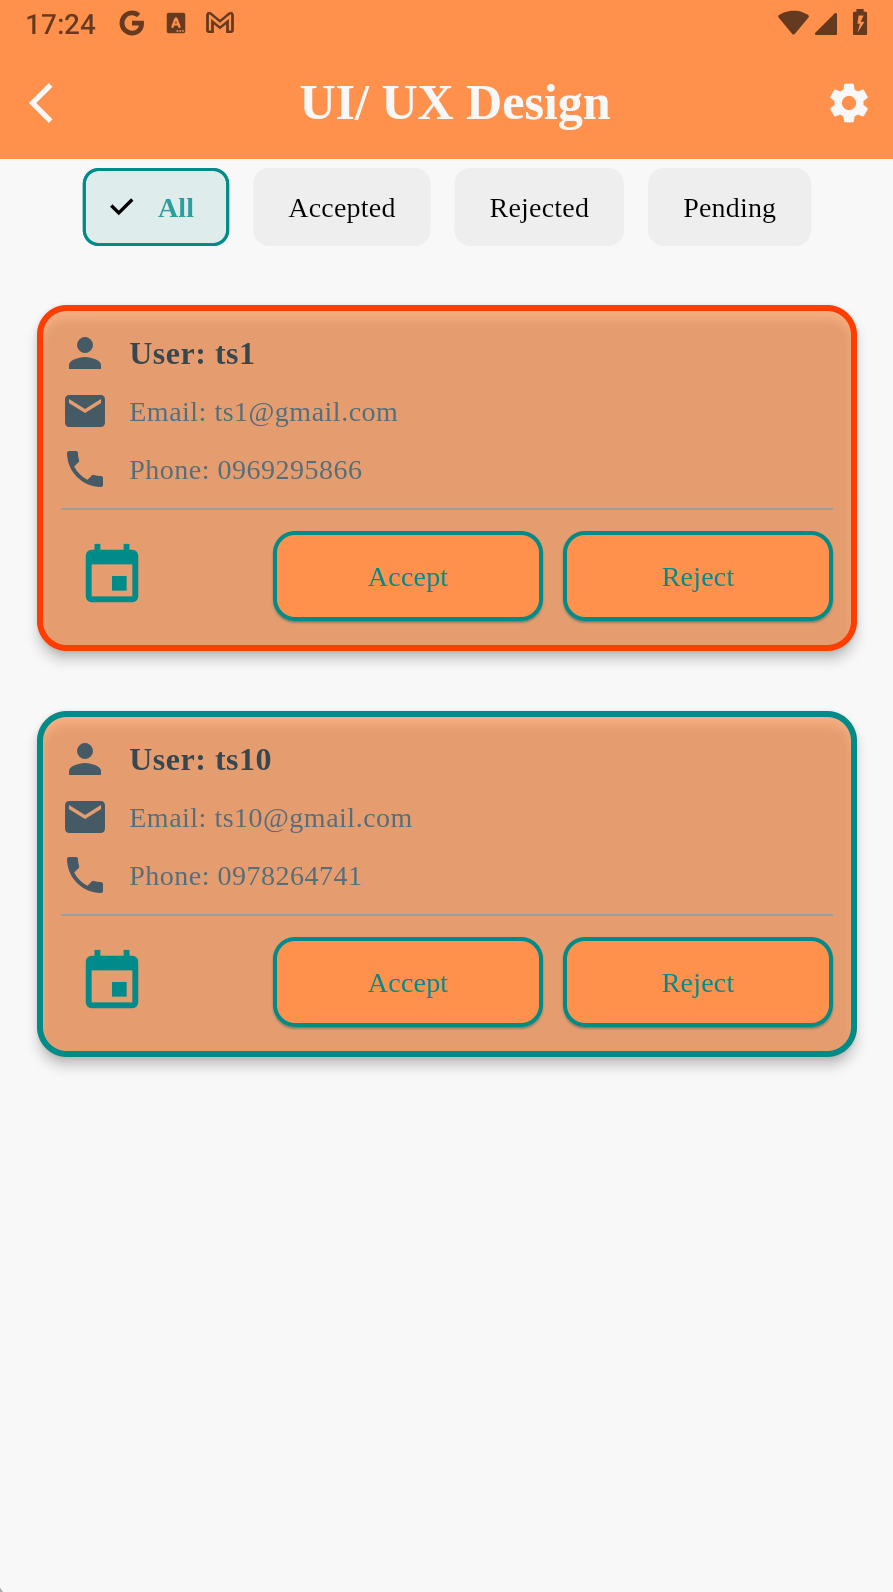 17:24
UI/ UX Design
All Accepted Rejected Pending
User: ts1
Email: ts1@gmail.com
Phone: 0969295866
Accept Reject
User: ts10
Email: ts10@gmail.com
Phone: 0978264741
Accept Reject